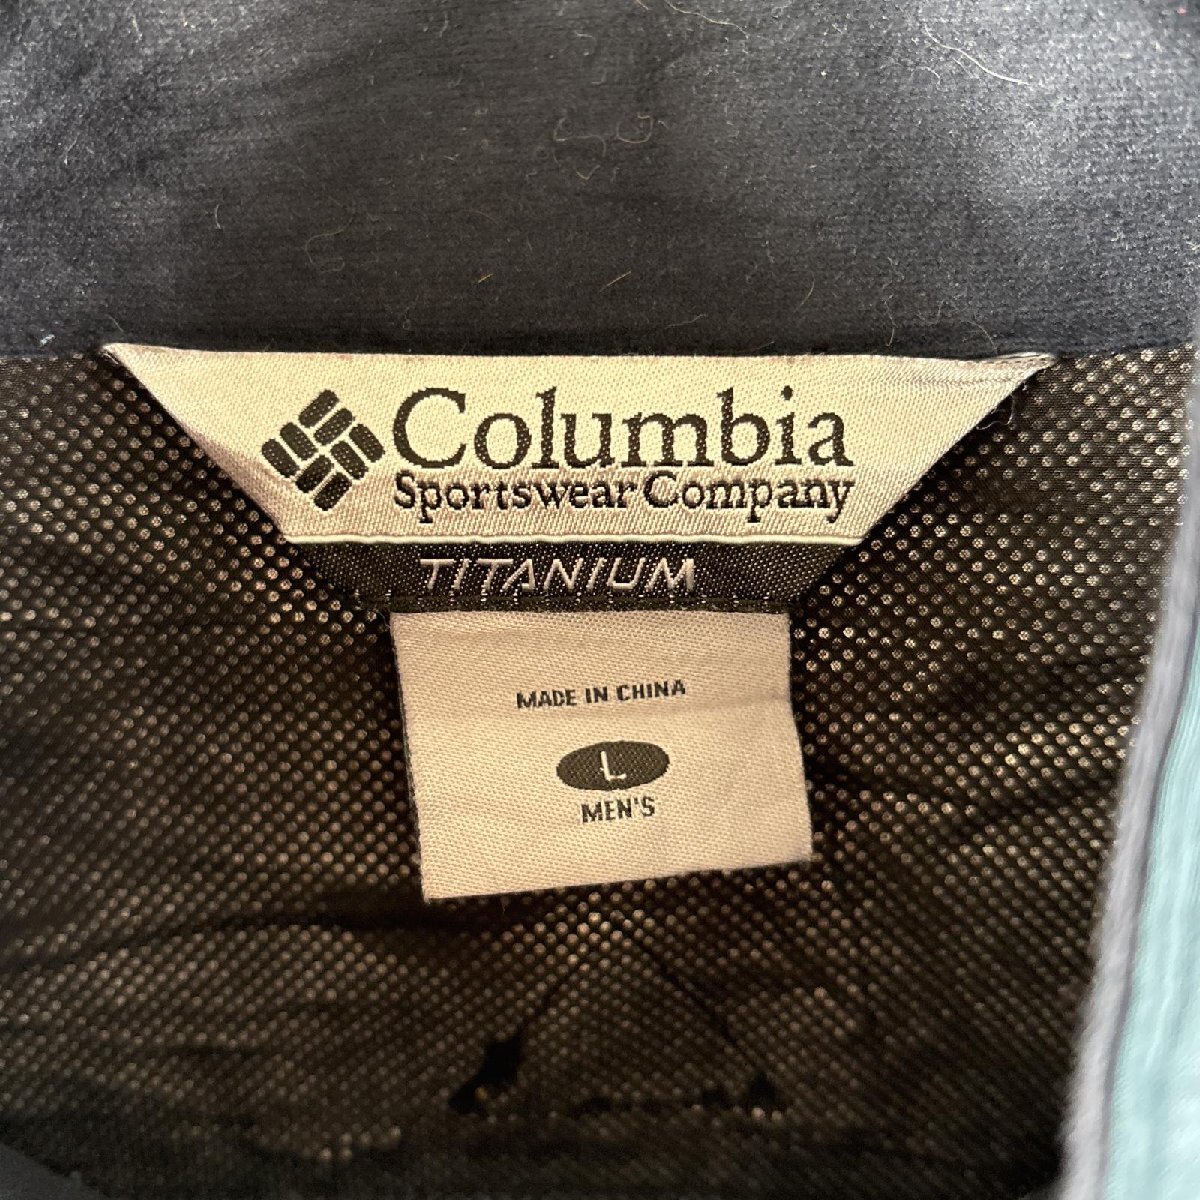 Columbia
Sportswear Company
TITANIUM
MADE IN CHINA
L
MEN'S